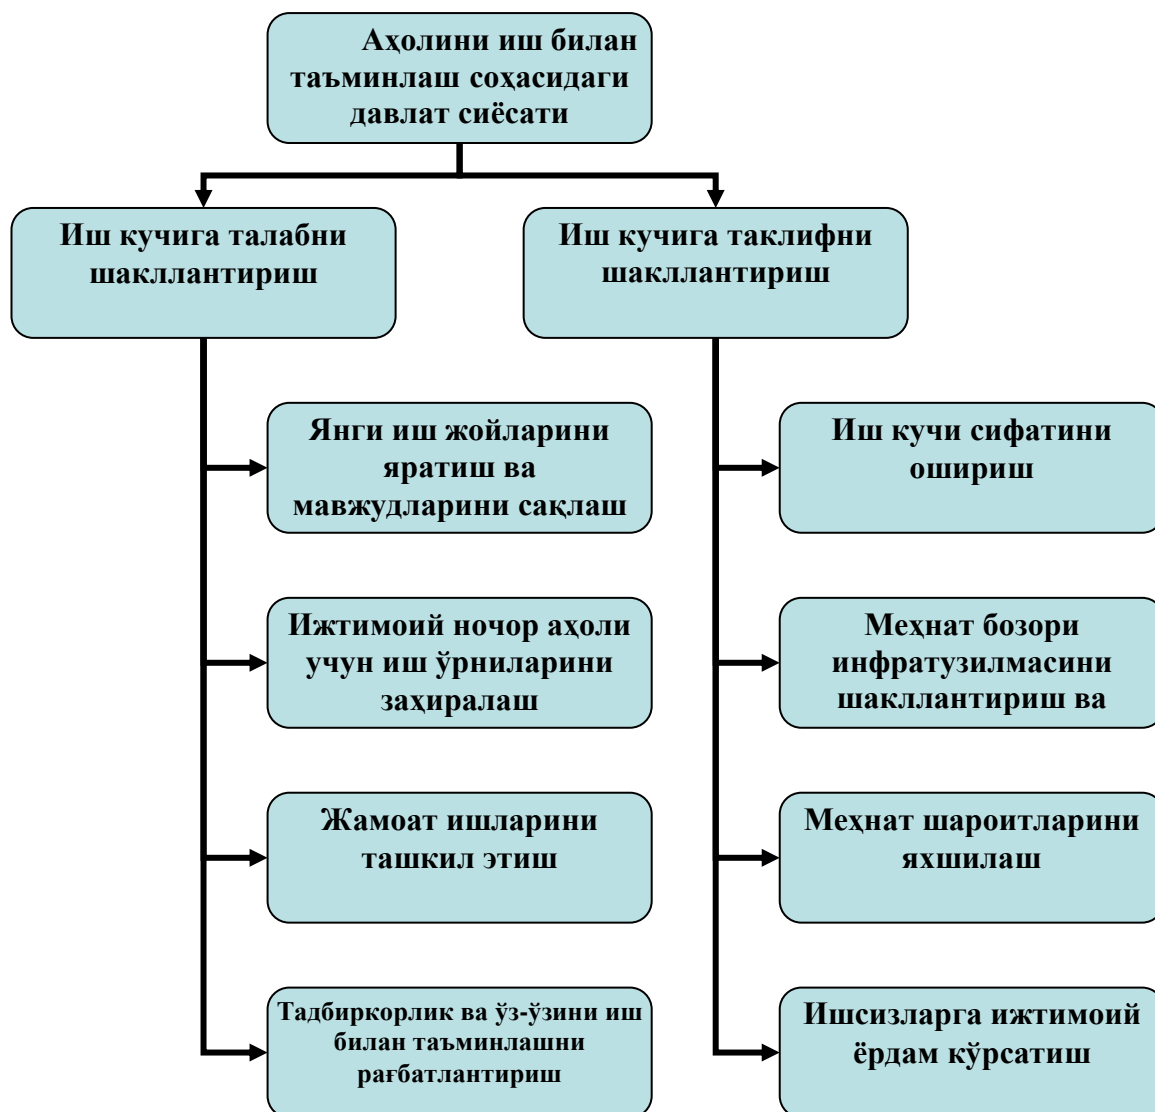 Аҳолини иш билан
таъминлаш соҳасидаги
давлат сиёсати
Иш кучига талабни
шакллантириш
Иш кучига таклифни
шакллантириш
Янги иш жойларини
яратиш ва
мавжудларини сақлаш
Иш кучи сифатини
ошириш
Ижтимоий ночор аҳоли
учун иш ўрниларини
заҳиралаш
Меҳнат бозори
инфратузилмасини
шакллантириш ва
Жамоат ишларини
ташкил этиш
Меҳнат шароитларини
яхшилаш
Тадбиркорлик ва ўз-ўзини иш
билан таъминлашни
рағбатлантириш
Ишсизларга ижтимоий
ёрдам кўрсатиш